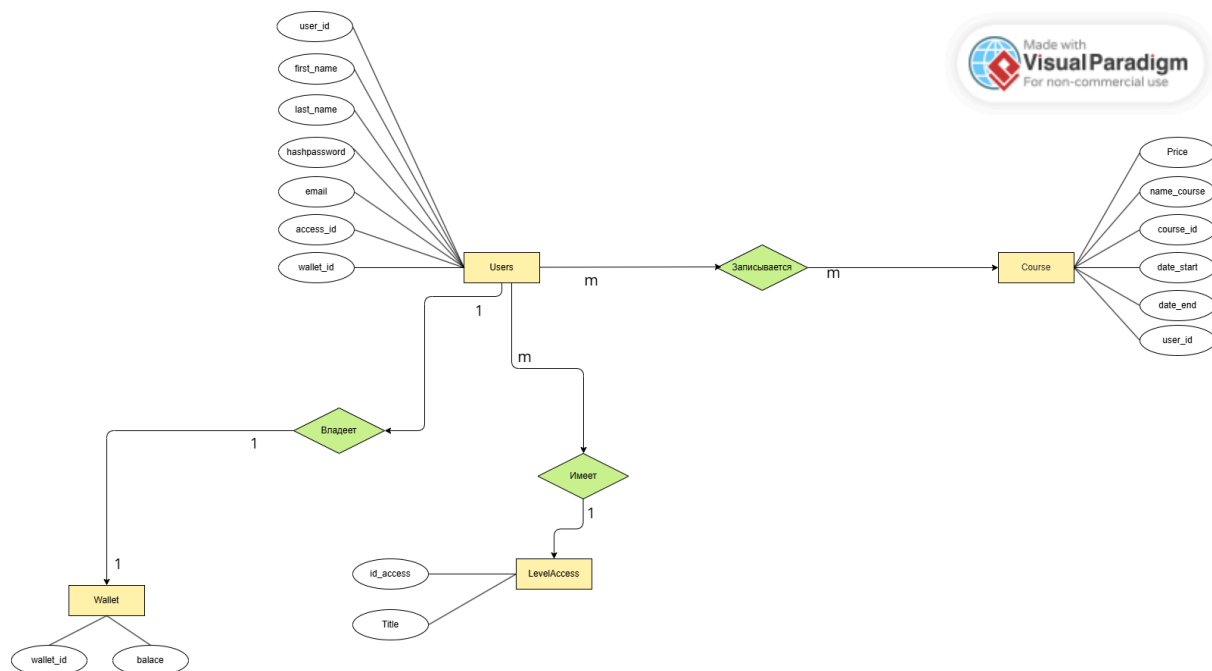 user_id
Made with
Visual Paradigm
For non-commercial use
first_name
last_name
hashpassword
email
access_id
wallet_id
Users
m
Записывается
m
Course
Price
name_course
course_id
date_start
date_end
user_id
1
m
Владеет
1
Имеет
1
1
Wallet
wallet_id
balace
LevelAccess
id_access
Title